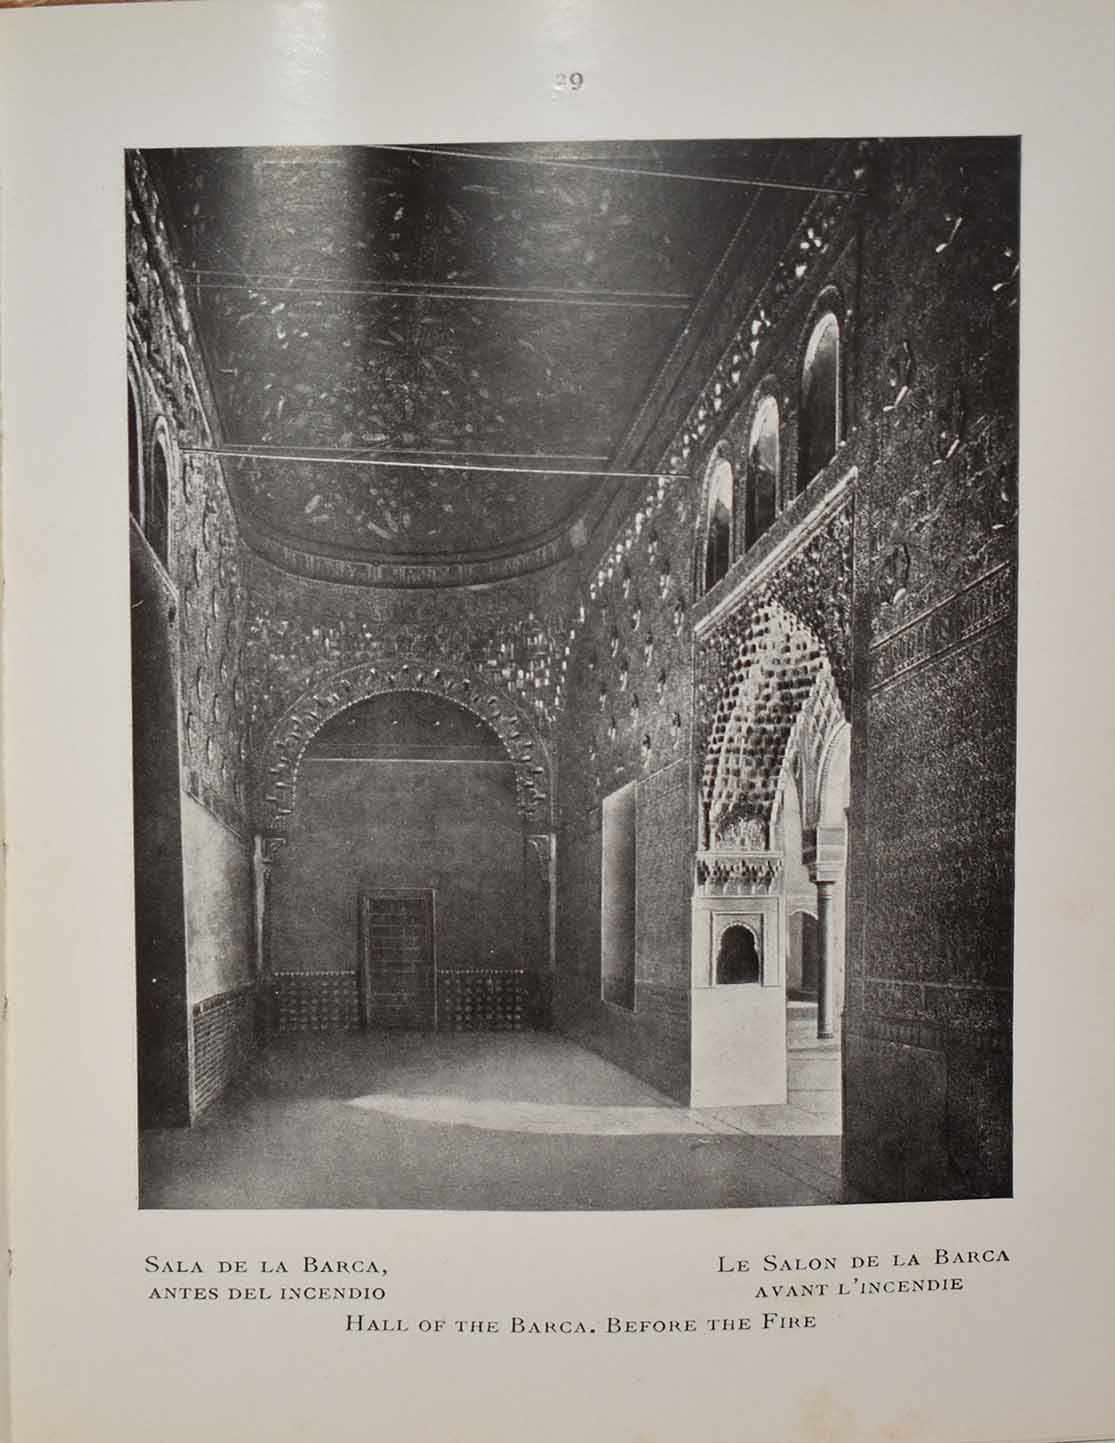 29
SALA DE LA BARCA,
ANTES DEL INCENDIO
LE SALON DE LA BARCA
AVANT L'INCENDIE
HALL OF THE BARCA. BEFORE THE FIRE